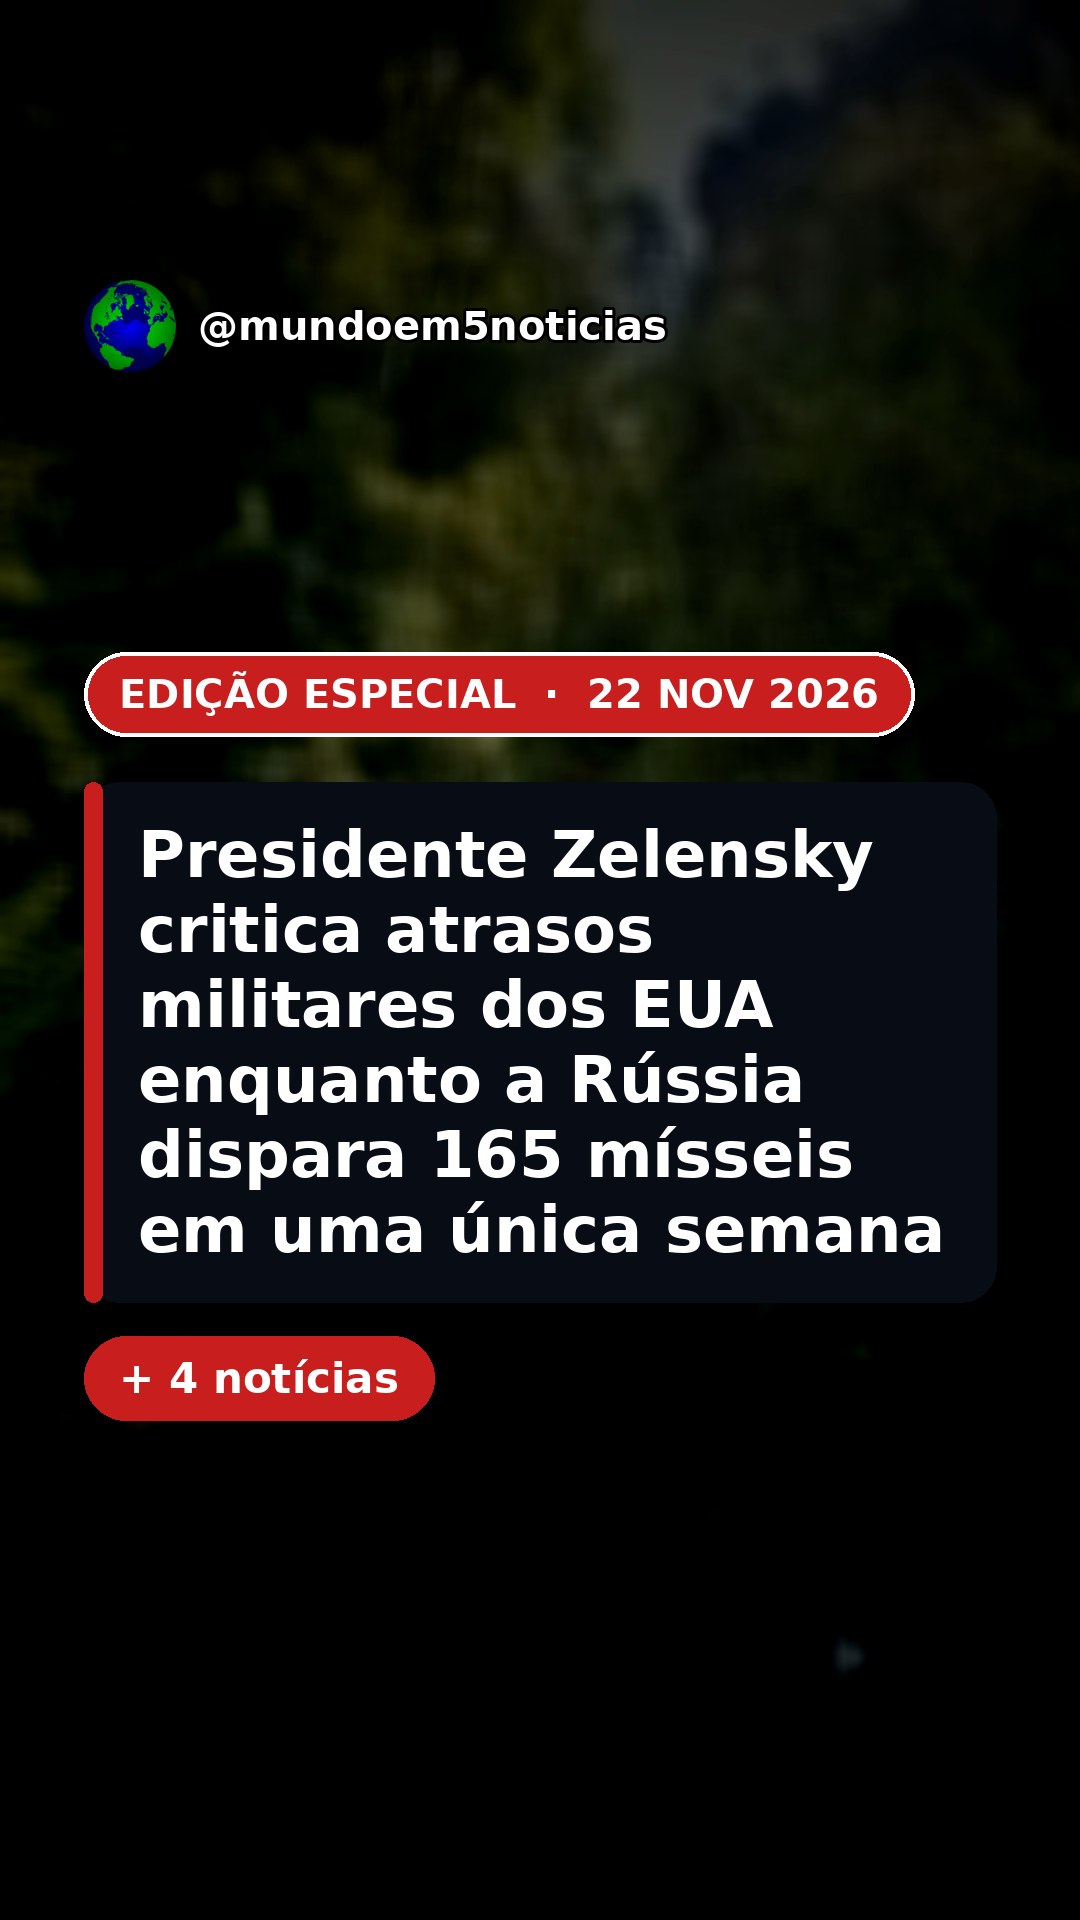 @mundoem5noticias
EDIÇÃO ESPECIAL · 22 NOV 2026
Presidente Zelensky
critica atrasos
militares dos EUA
enquanto a Rússia
dispara 165 mísseis
em uma única semana
+ 4 notícias